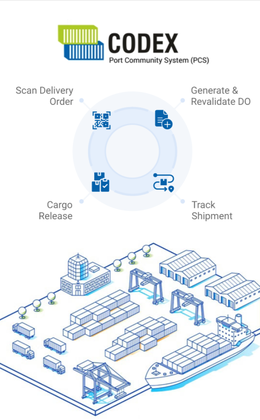 CODEX
Port Community System (PCS)
Scan Delivery
Order
Generate &
Revalidate DO
Cargo
Release
Track
Shipment